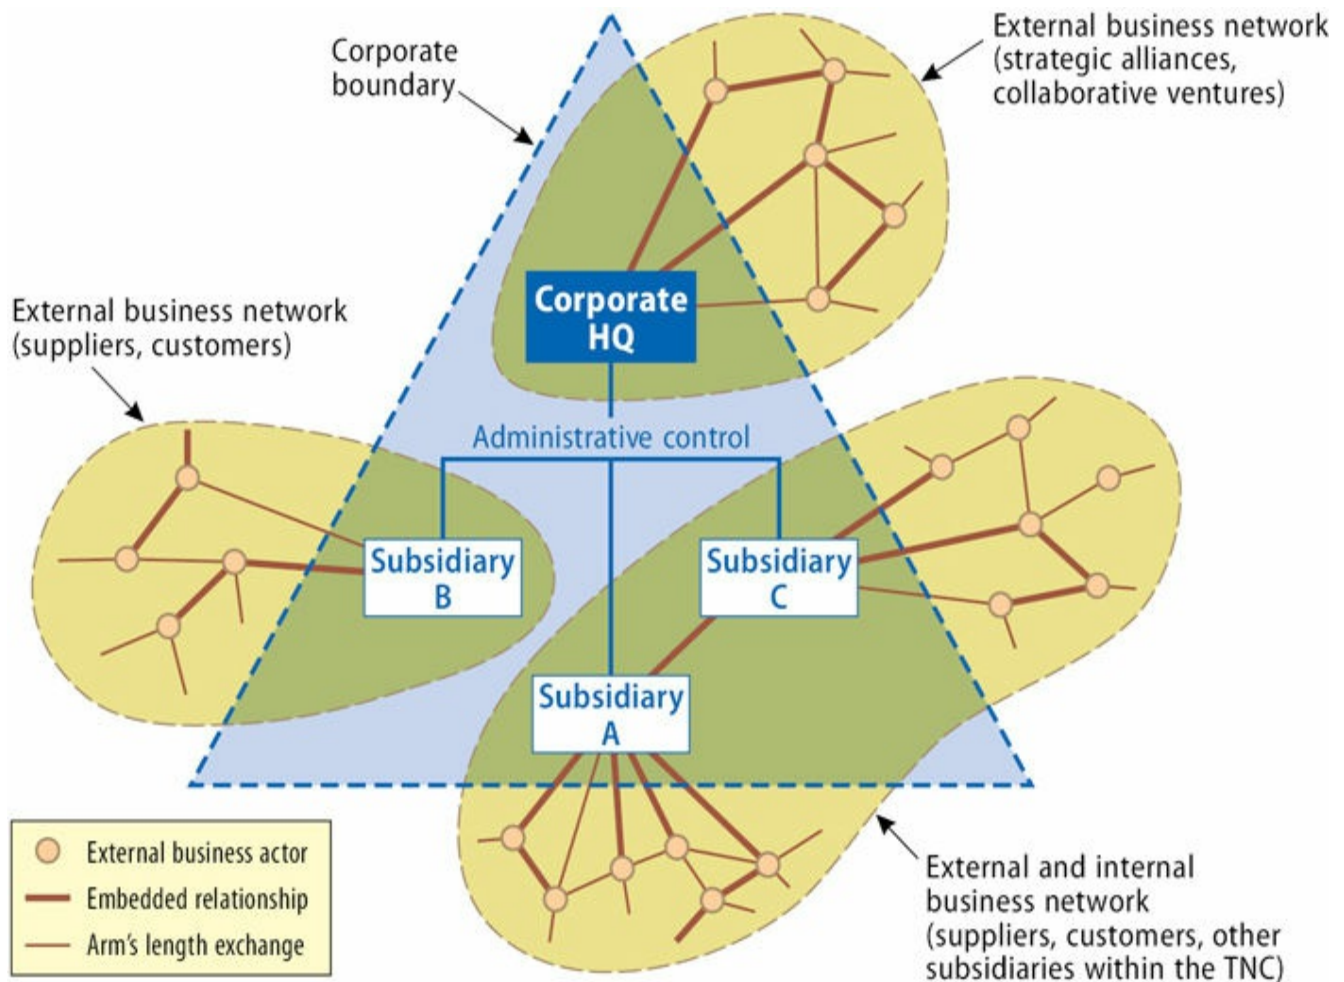 External business network
(strategic alliances,
collaborative ventures)
Corporate
boundary
Corporate
HQ
External business network
(suppliers, customers)
Administrative control
Subsidiary
B
Subsidiary
C
Subsidiary
A
External business actor
Embedded relationship
Arm's length exchange
External and internal
business network
(suppliers, customers, other
subsidiaries within the TNC)